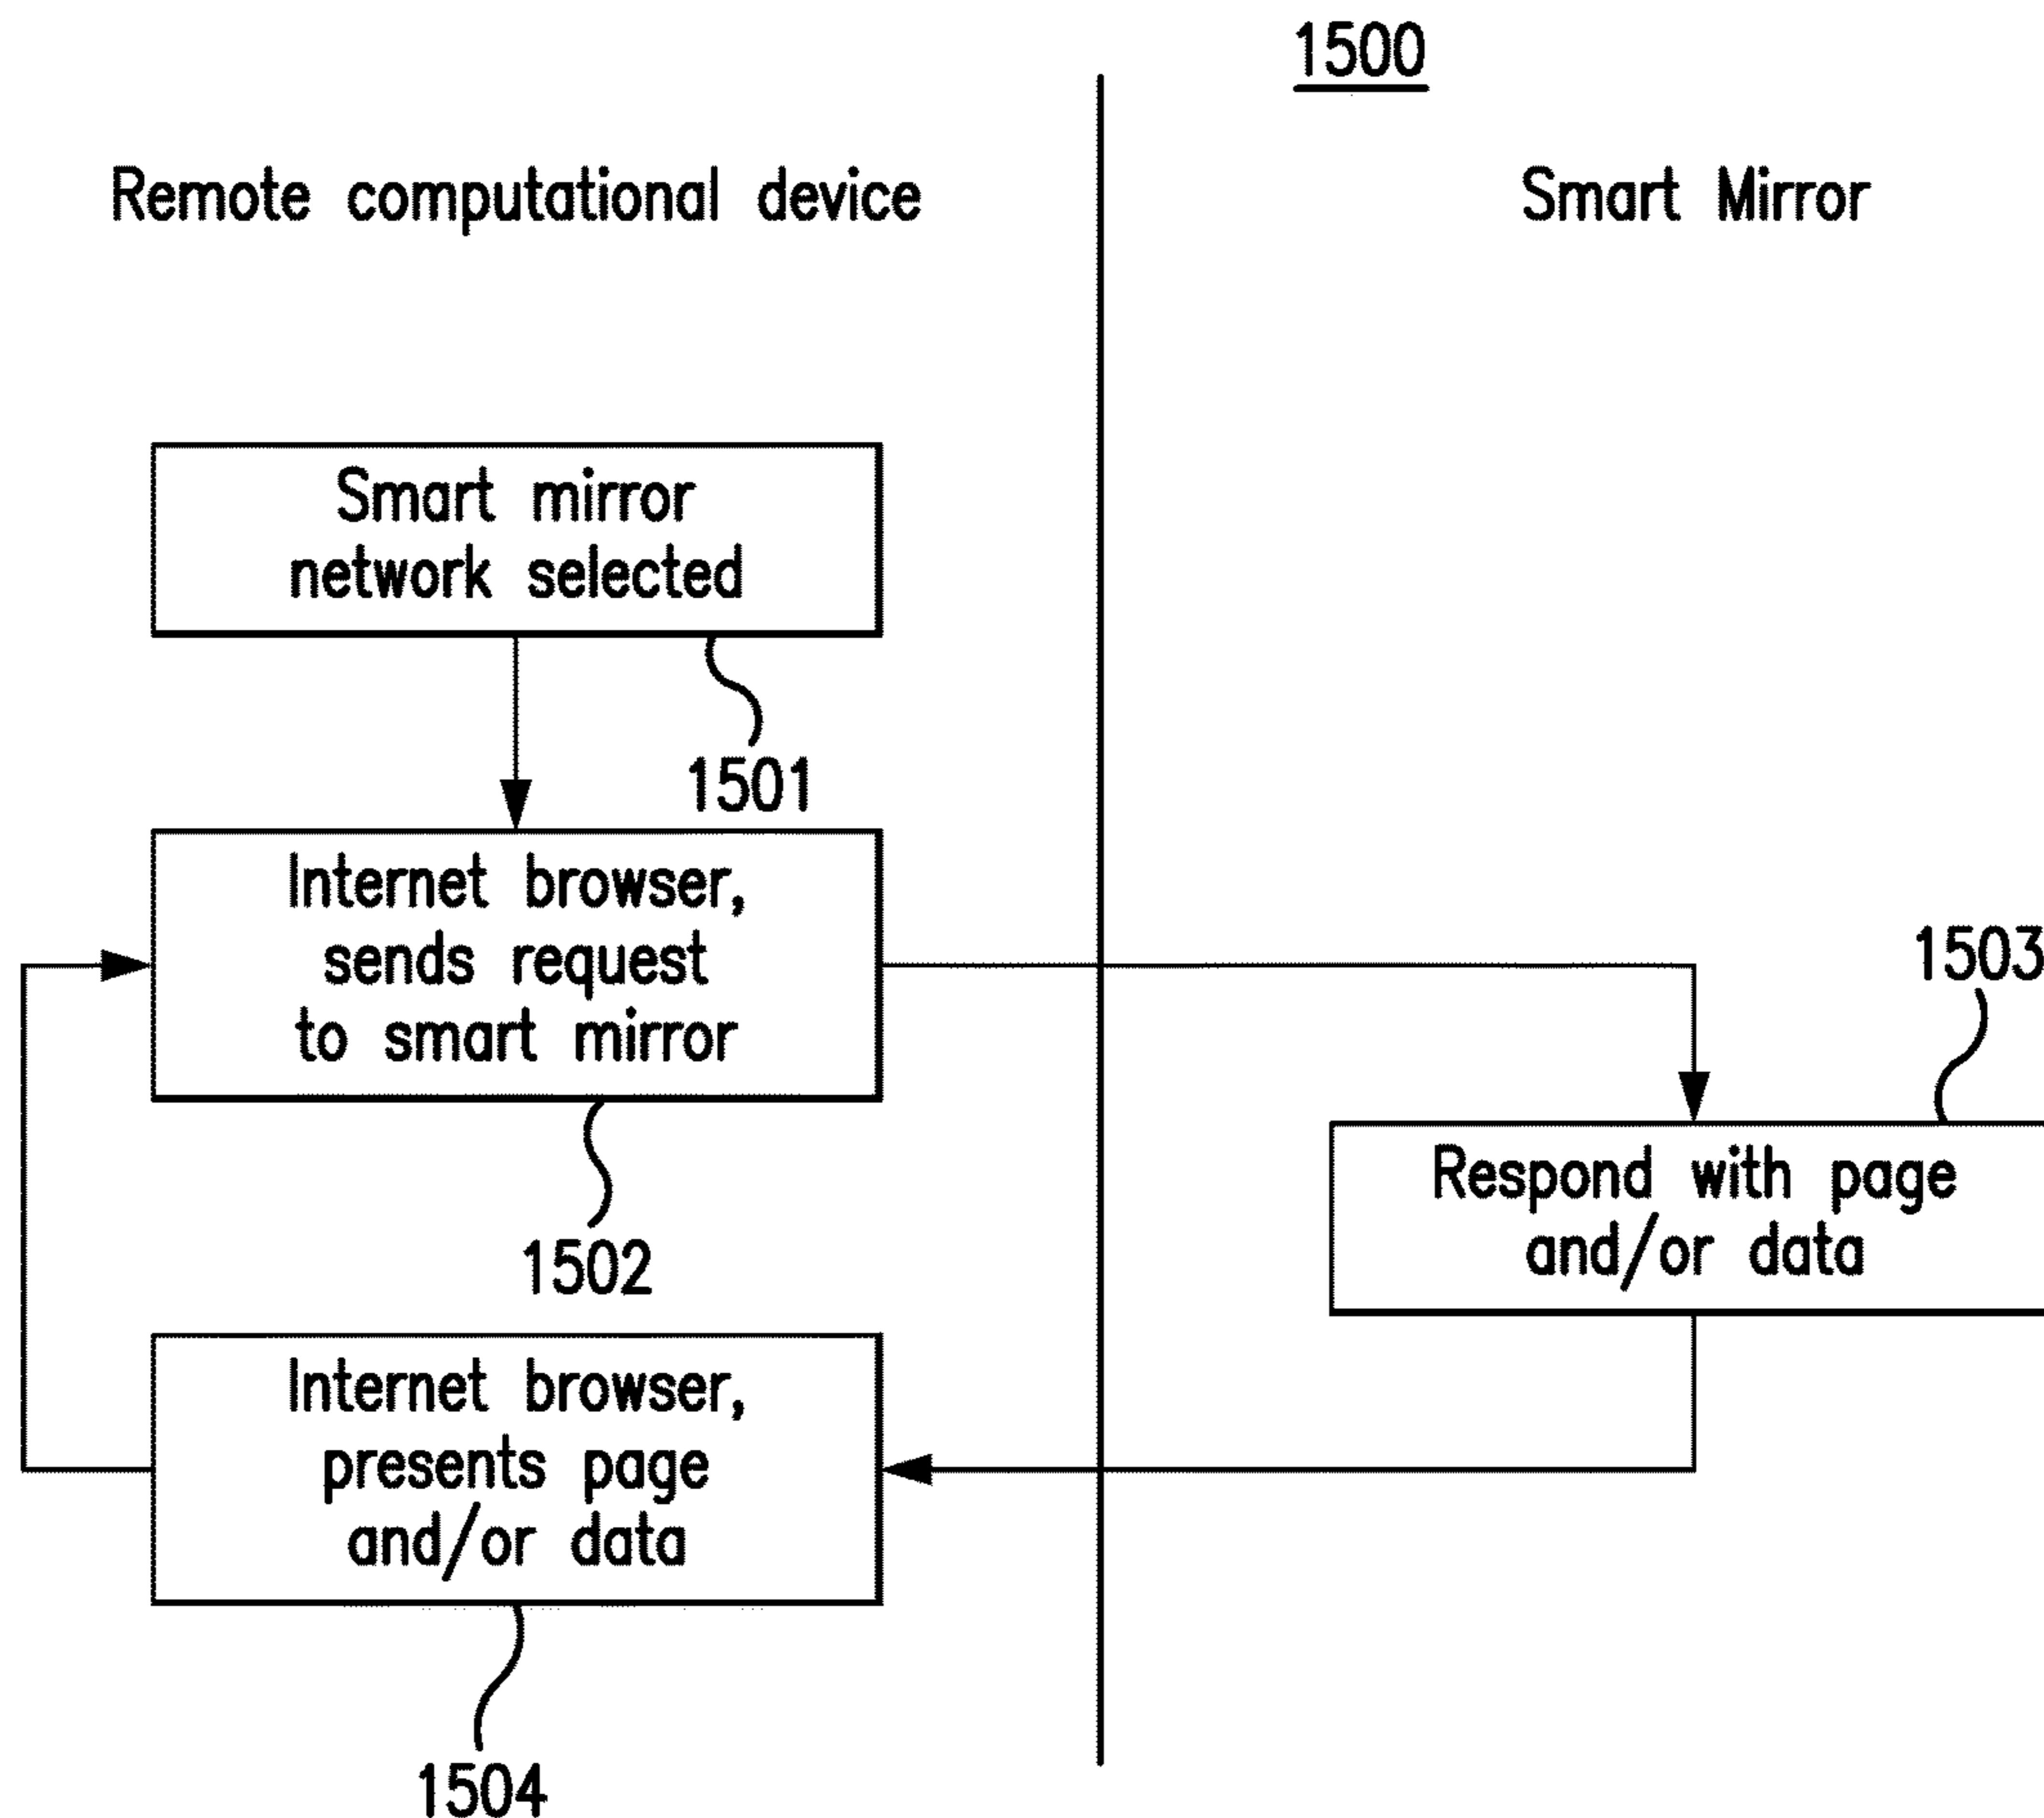 1500
Remote computational device
Smart Mirror
Smart mirror
network selected
1501
Internet browser,
sends request
to smart mirror
1502
1503
Respond with page
and/or data
Internet browser,
presents page
and/or data
1504